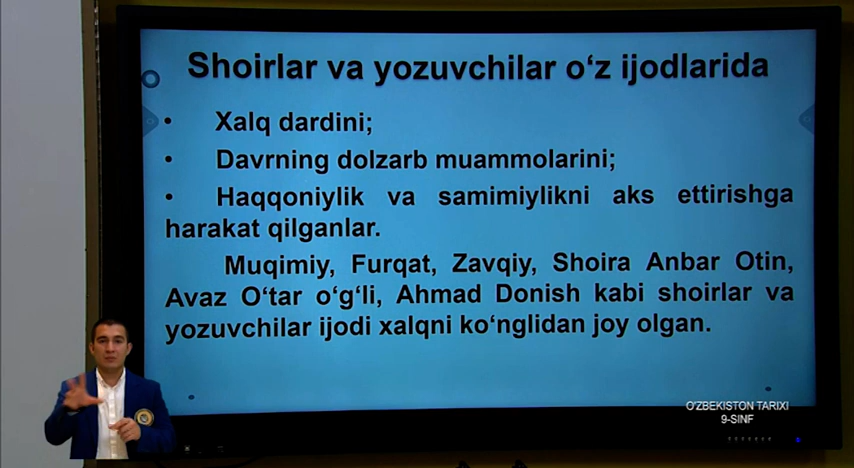 Shoirlar va yozuvchilar o‘z ijodlarida
• Xalq dardini;
• Davrning dolzarb muammolarini;
• Haqqoniylik va samimiylikni aks ettirishga
harakat qilganlar.
Muqimiy, Furqat, Zavqiy, Shoira Anbar Otin,
Avaz O‘tar o‘g‘li, Ahmad Donish kabi shoirlar va
yozuvchilar ijodi xalqni ko‘nglidan joy olgan.
O'ZBEKISTON TARIXI
9-SINF